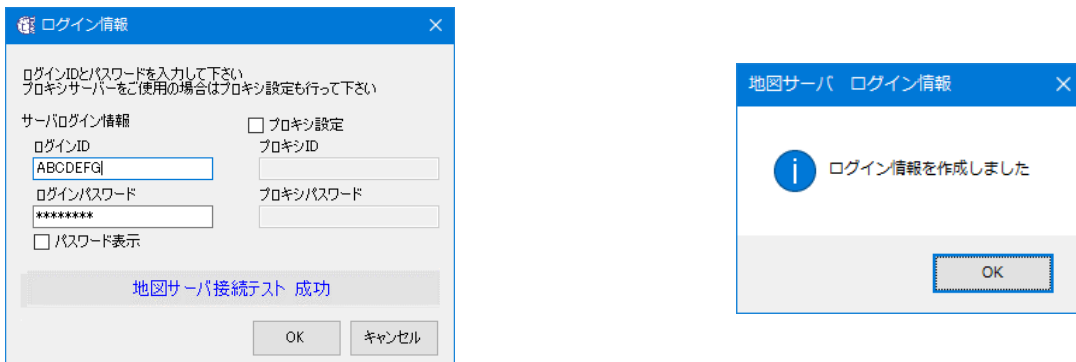 ログイン情報
ログインIDとパスワードを入力して下さい
プロキシサーバーをご使用の場合はプロキシ設定も行って下さい
サーバログイン情報
プロキシ設定
ログインID
プロキシID
ABCDEFG
ログインパスワード
プロキシパスワード
********
パスワード表示
地図サーバ接続テスト 成功
OK
キャンセル
地図サーバ ログイン情報
ログイン情報を作成しました
OK